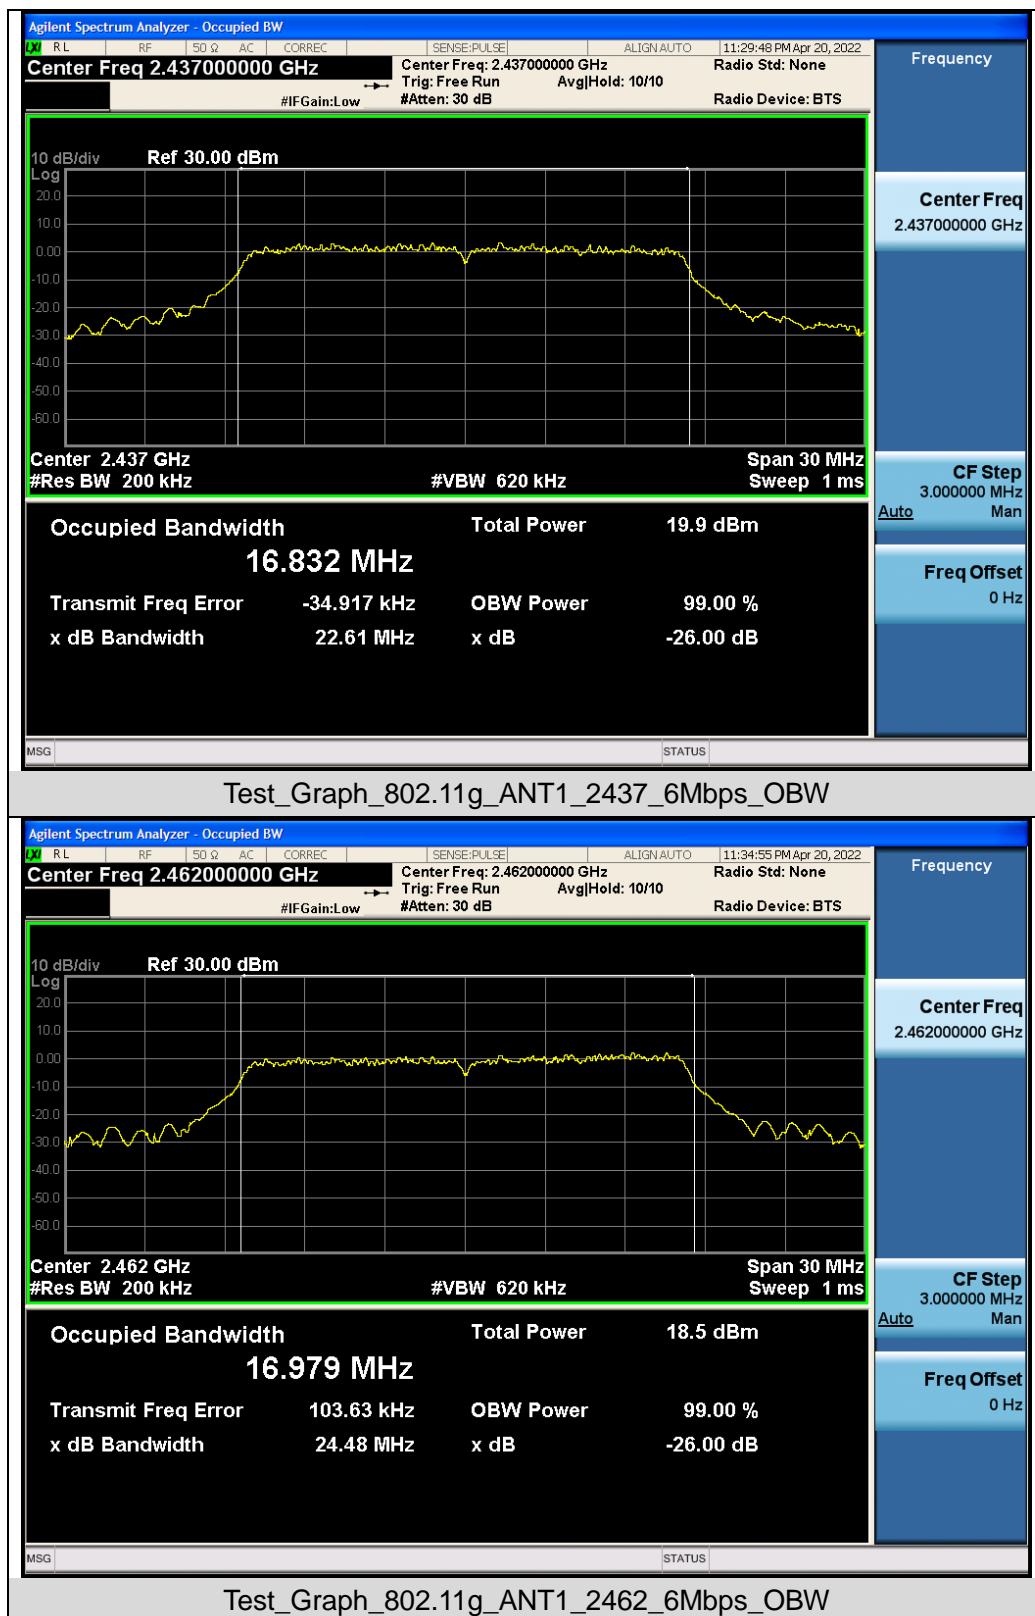 Agilent Spectrum Analyzer - Occupied BW
LXI RL RF 50 Ω AC CORREC SENSE:PULSE ALIGN AUTO 11:29:48 PM Apr 20, 2022
Center Freq 2.437000000 GHz Center Freq: 2.437000000 GHz Radio Std: None
Trig: Free Run Avg|Hold: 10/10
#IFGain:Low #Atten: 30 dB Radio Device: BTS
Frequency
10 dB/div Ref 30.00 dBm
Log
20.0
10.0
0.00
-10.0
-20.0
-30.0
-40.0
-50.0
-60.0
Center 2.437 GHz Span 30 MHz
#Res BW 200 kHz #VBW 620 kHz Sweep 1 ms
Occupied Bandwidth Total Power 19.9 dBm
16.832 MHz
Transmit Freq Error -34.917 kHz OBW Power 99.00 %
x dB Bandwidth 22.61 MHz x dB -26.00 dB
Center Freq
2.437000000 GHz
CF Step
3.000000 MHz
Auto Man
Freq Offset
0 Hz
MSG STATUS
Test_Graph_802.11g_ANT1_2437_6Mbps_OBW
Agilent Spectrum Analyzer - Occupied BW
LXI RL RF 50 Ω AC CORREC SENSE:PULSE ALIGN AUTO 11:34:55 PM Apr 20, 2022
Center Freq 2.462000000 GHz Center Freq: 2.462000000 GHz Radio Std: None
Trig: Free Run Avg|Hold: 10/10
#IFGain:Low #Atten: 30 dB Radio Device: BTS
Frequency
10 dB/div Ref 30.00 dBm
Log
20.0
10.0
0.00
-10.0
-20.0
-30.0
-40.0
-50.0
-60.0
Center 2.462 GHz Span 30 MHz
#Res BW 200 kHz #VBW 620 kHz Sweep 1 ms
Occupied Bandwidth Total Power 18.5 dBm
16.979 MHz
Transmit Freq Error 103.63 kHz OBW Power 99.00 %
x dB Bandwidth 24.48 MHz x dB -26.00 dB
Center Freq
2.462000000 GHz
CF Step
3.000000 MHz
Auto Man
Freq Offset
0 Hz
MSG STATUS
Test_Graph_802.11g_ANT1_2462_6Mbps_OBW